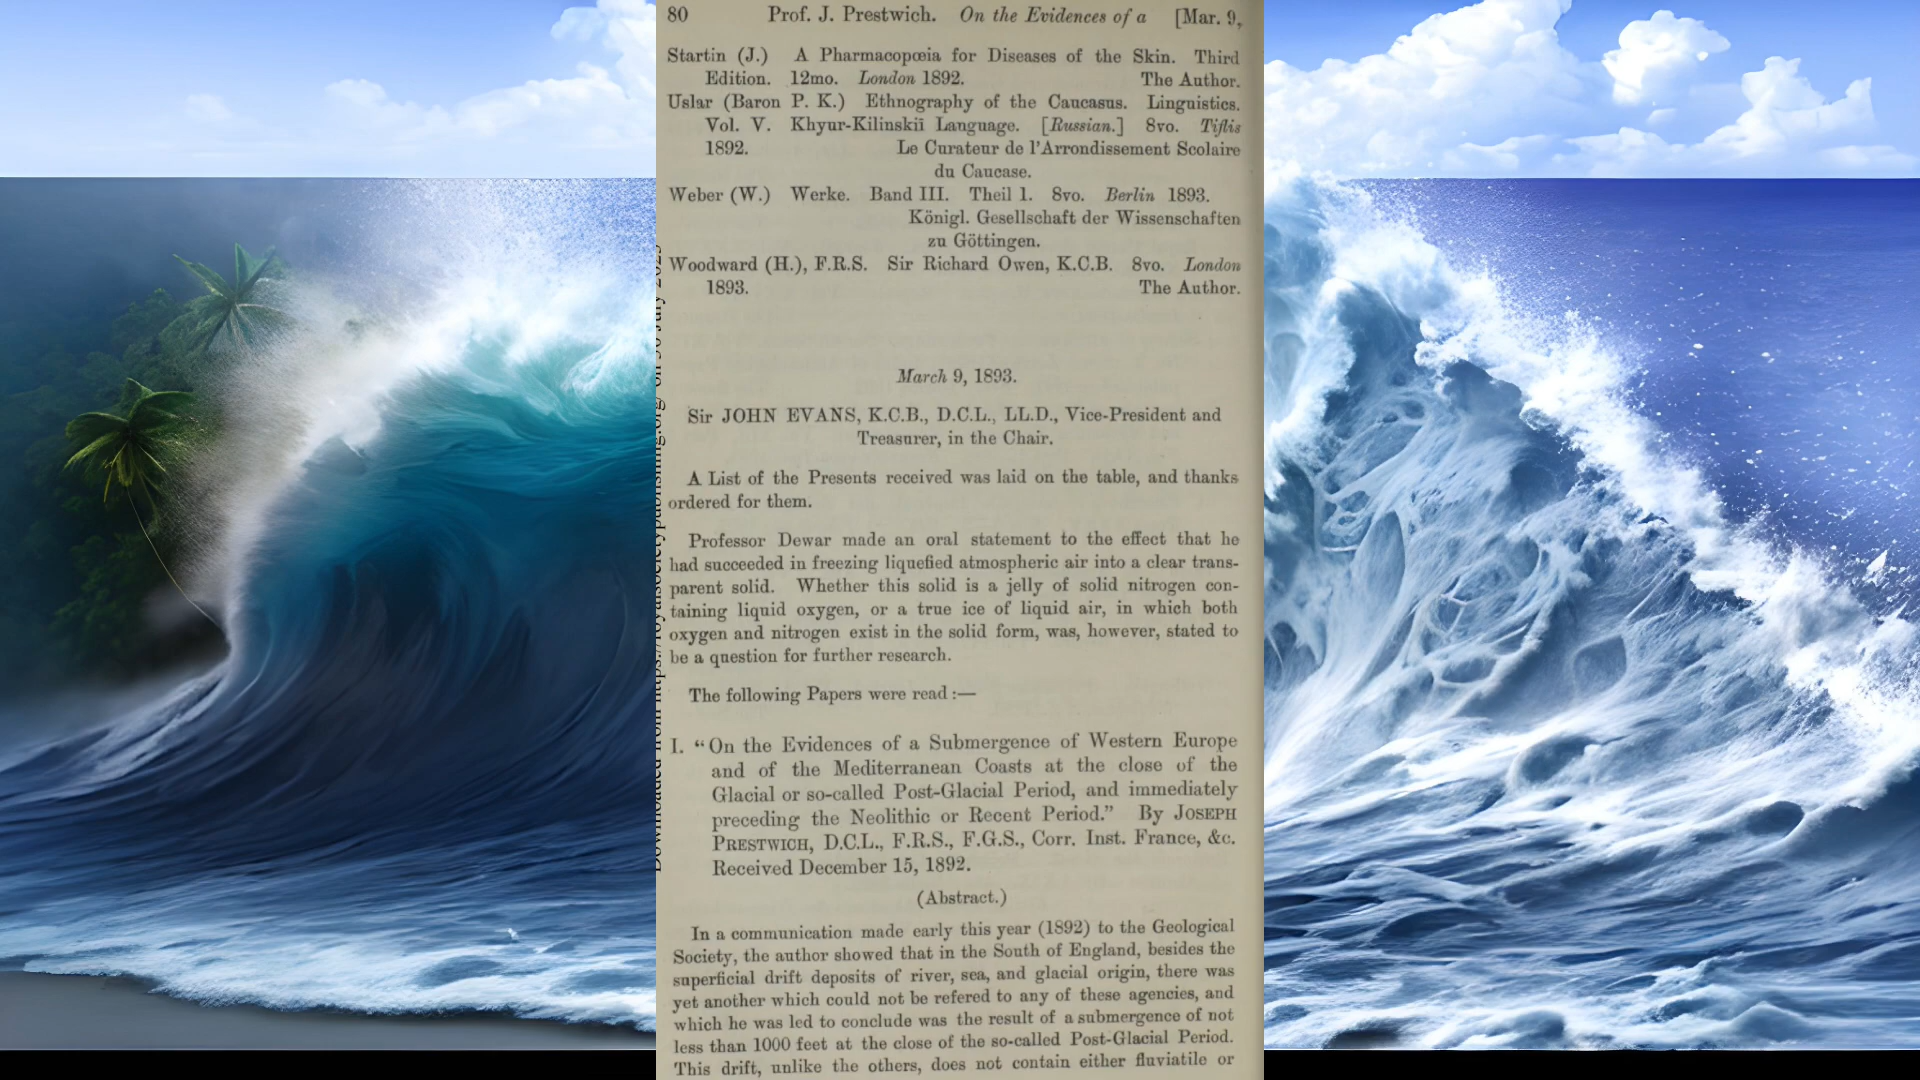 80 Prof. J. Prestwich. On the Evidences of a [Mar. 9,
Startin (J.) A Pharmacopœia for Diseases of the Skin. Third
Edition. 12mo. London 1892. The Author.
Uslar (Baron P. K.) Ethnography of the Caucasus. Linguistics.
Vol. V. Khyur-Kilinskiĭ Language. [Russian.] 8vo. Tiflis
1892. Le Curateur de l'Arrondissement Scolaire
du Caucase.
Weber (W.) Werke. Band III. Theil 1. 8vo. Berlin 1893.
Königl. Gesellschaft der Wissenschaften
zu Göttingen.
Woodward (H.), F.R.S. Sir Richard Owen, K.C.B. 8vo. London
1893. The Author.
March 9, 1893.
Sir JOHN EVANS, K.C.B., D.C.L., LL.D., Vice-President and
Treasurer, in the Chair.
A List of the Presents received was laid on the table, and thanks
ordered for them.
Professor Dewar made an oral statement to the effect that he
had succeeded in freezing liquefied atmospheric air into a clear trans-
parent solid. Whether this solid is a jelly of solid nitrogen con-
taining liquid oxygen, or a true ice of liquid air, in which both
oxygen and nitrogen exist in the solid form, was, however, stated to
be a question for further research.
The following Papers were read :—
I. “On the Evidences of a Submergence of Western Europe
and of the Mediterranean Coasts at the close of the
Glacial or so-called Post-Glacial Period, and immediately
preceding the Neolithic or Recent Period.” By JOSEPH
PRESTWICH, D.C.L., F.R.S., F.G.S., Corr. Inst. France, &c.
Received December 15, 1892.
(Abstract.)
In a communication made early this year (1892) to the Geological
Society, the author showed that in the South of England, besides the
superficial drift deposits of river, sea, and glacial origin, there was
yet another which could not be refered to any of these agencies, and
which he was led to conclude was the result of a submergence of not
less than 1000 feet at the close of the so-called Post-Glacial Period.
This drift, unlike the others, does not contain either fluviatile or